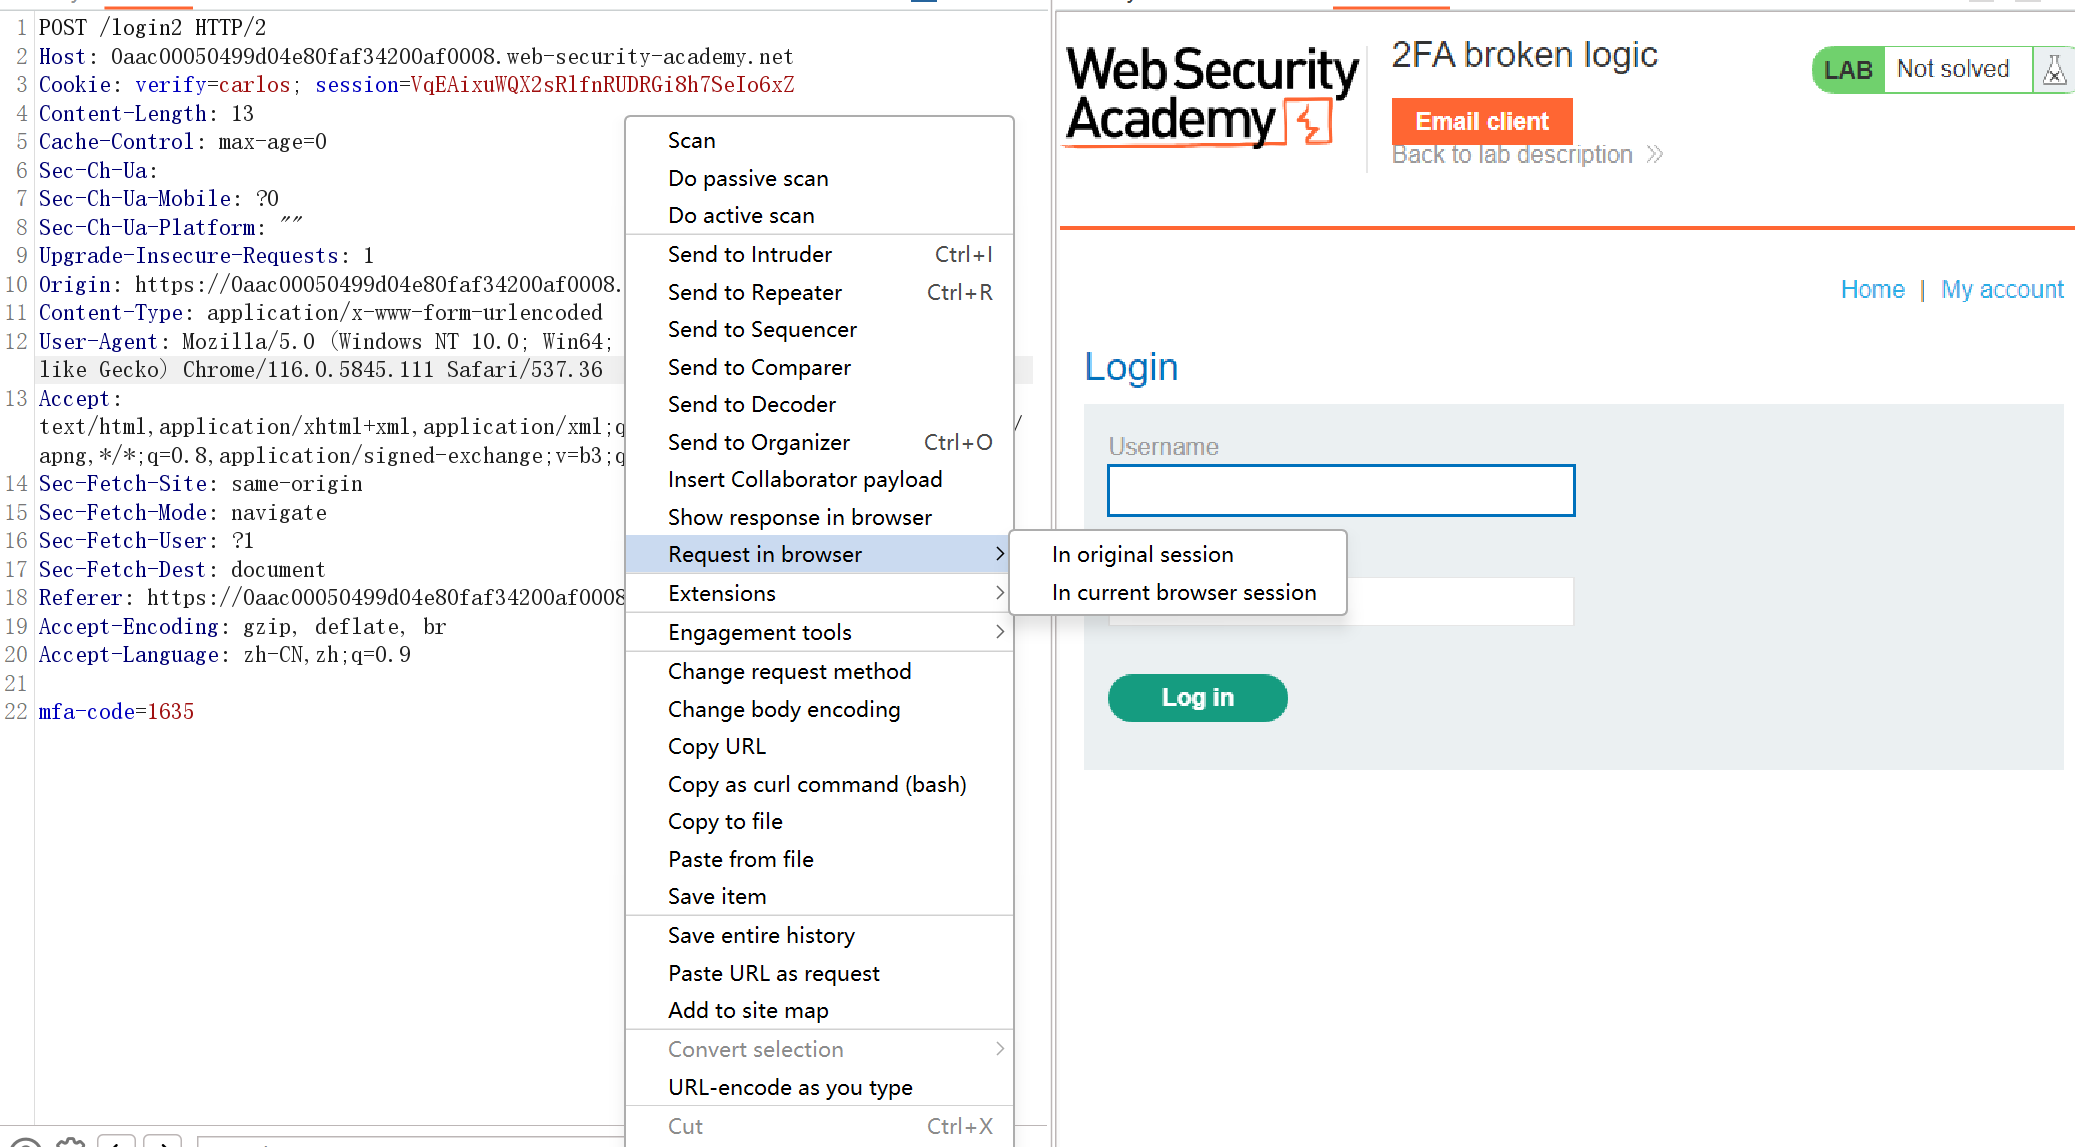 1 POST /login2 HTTP/2
2 Host: 0aac00050499d04e80faf34200af0008.web-security-academy.net
3 Cookie: verify=carlos; session=VqEAixuWQX2sRlfnRUDRGi8h7SeIo6xZ
4 Content-Length: 13
5 Cache-Control: max-age=0
6 Sec-Ch-Ua:
7 Sec-Ch-Ua-Mobile: ?0
8 Sec-Ch-Ua-Platform: ""
9 Upgrade-Insecure-Requests: 1
10 Origin: https://0aac00050499d04e80faf34200af0008.
11 Content-Type: application/x-www-form-urlencoded
12 User-Agent: Mozilla/5.0 (Windows NT 10.0; Win64;
like Gecko) Chrome/116.0.5845.111 Safari/537.36
13 Accept:
text/html,application/xhtml+xml,application/xml;q /
apng,*/*;q=0.8,application/signed-exchange;v=b3;q
14 Sec-Fetch-Site: same-origin
15 Sec-Fetch-Mode: navigate
16 Sec-Fetch-User: ?1
17 Sec-Fetch-Dest: document
18 Referer: https://0aac00050499d04e80faf34200af0008
19 Accept-Encoding: gzip, deflate, br
20 Accept-Language: zh-CN,zh;q=0.9
21
22 mfa-code=1635
Scan
Do passive scan
Do active scan
Send to Intruder Ctrl+I
Send to Repeater Ctrl+R
Send to Sequencer
Send to Comparer
Send to Decoder
Send to Organizer Ctrl+O
Insert Collaborator payload
Show response in browser
Request in browser >
Extensions >
Engagement tools >
Change request method
Change body encoding
Copy URL
Copy as curl command (bash)
Copy to file
Paste from file
Save item
Save entire history
Paste URL as request
Add to site map
Convert selection >
URL-encode as you type
Cut Ctrl+X
In original session
In current browser session
Web Security
Academy
2FA broken logic
Email client
Back to lab description >>
LAB Not solved
Home | My account
Login
Username
Log in